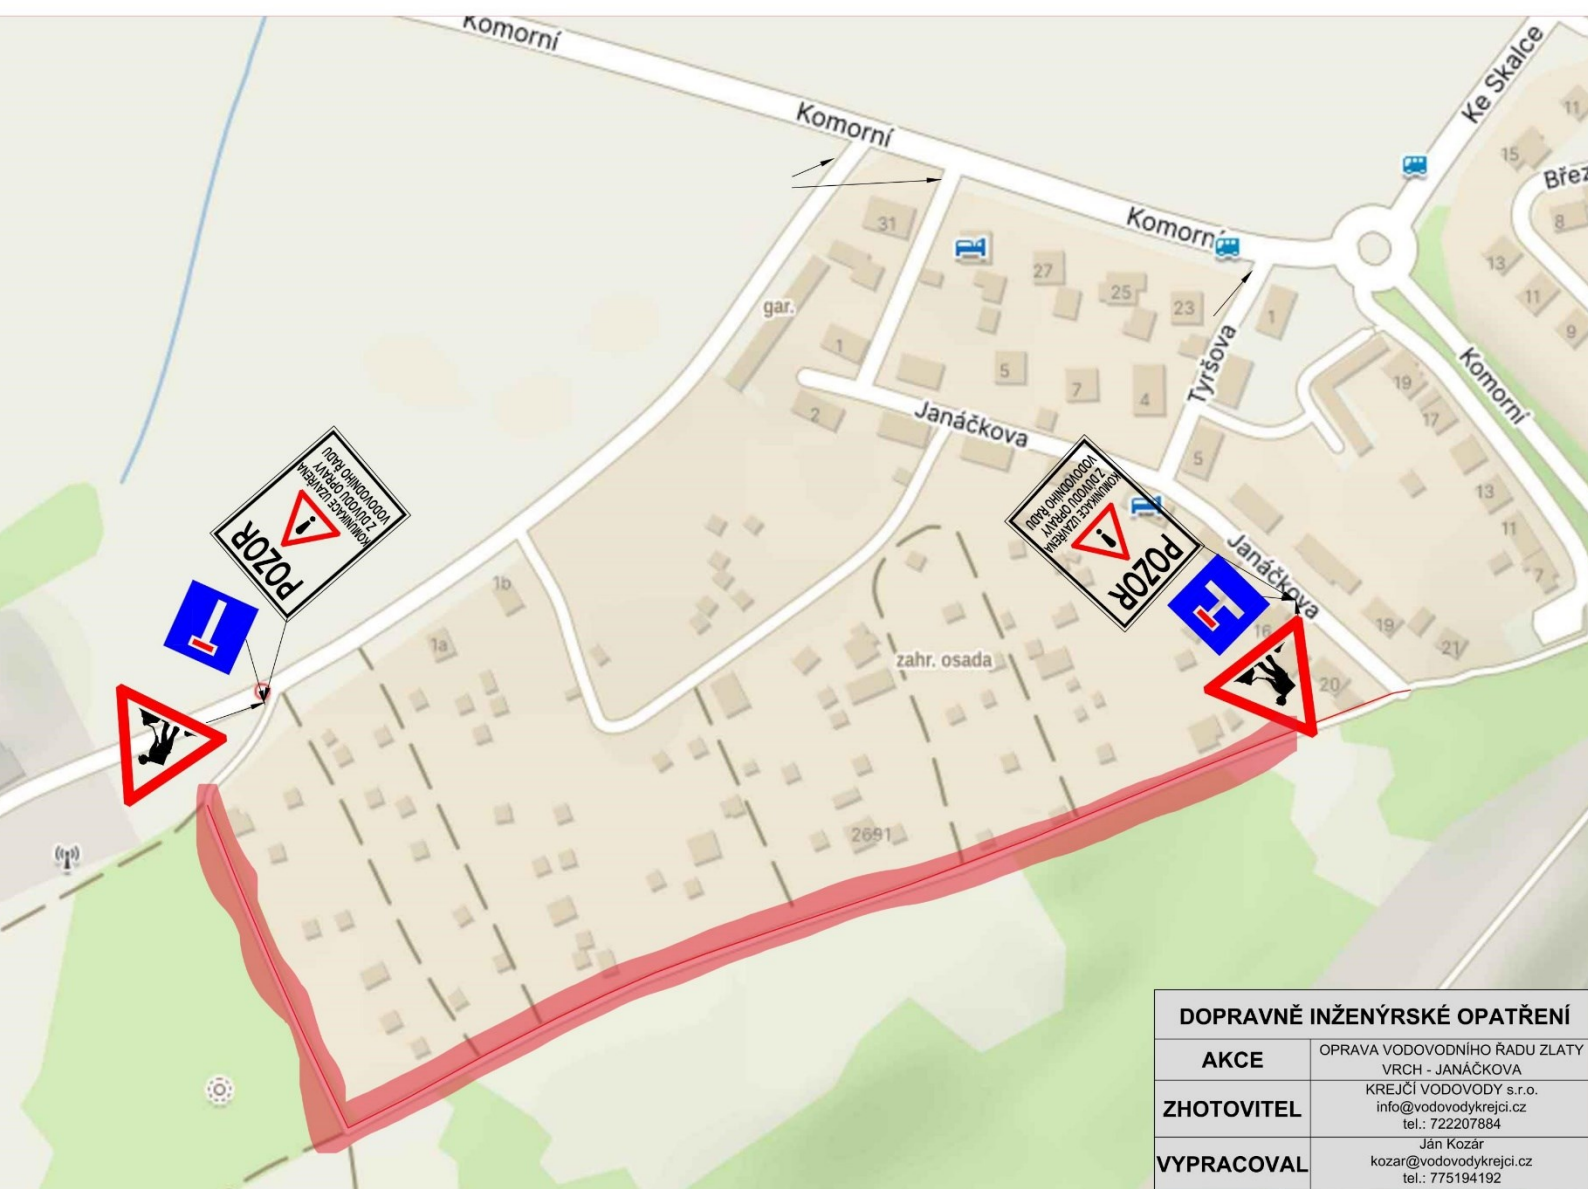 Komorní
Ke Skalce
11
Komorní
15
Břez
31
8
Komorní
27
13
25
gar.
23
1
11
9
1
Tyršova
5
7
4
19
Komorní
2
Janáčkova
17
5
KOMUNIKACE UZAVŘENA
Z DŮVODU OPRAVY
VODOVODNÍHO ŘADU
POZOR
KOMUNIKACE UZAVŘENA
Z DŮVODU OPRAVY
VODOVODNÍHO ŘADU
POZOR
13
11
Janáčkova
7
1b
1a
zahr. osada
16
19
21
20
2691
DOPRAVNĚ INŽENÝRSKÉ OPATŘENÍ
AKCE
OPRAVA VODOVODNÍHO ŘADU ZLATY
VRCH - JANÁČKOVA
ZHOTOVITEL
KREJČÍ VODOVODY s.r.o.
info@vodovodykrejci.cz
tel.: 722207884
VYPRACOVAL
Ján Kozár
kozar@vodovodykrejci.cz
tel.: 775194192